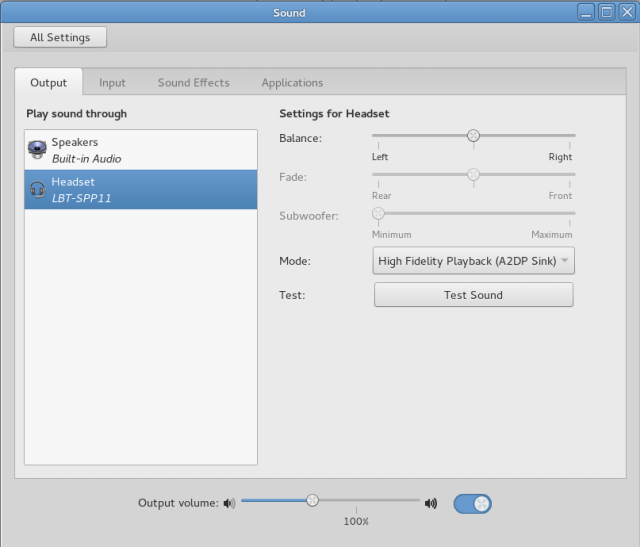 Sound
All Settings
Output
Input
Sound Effects
Applications
Play sound through
Speakers
Built-in Audio
Headset
LBT-SPP11
Settings for Headset
Balance:
Left
Right
Fade:
Rear
Front
Subwoofer:
Minimum
Maximum
Mode:
High Fidelity Playback (A2DP Sink)
Test:
Test Sound
Output volume:
100%